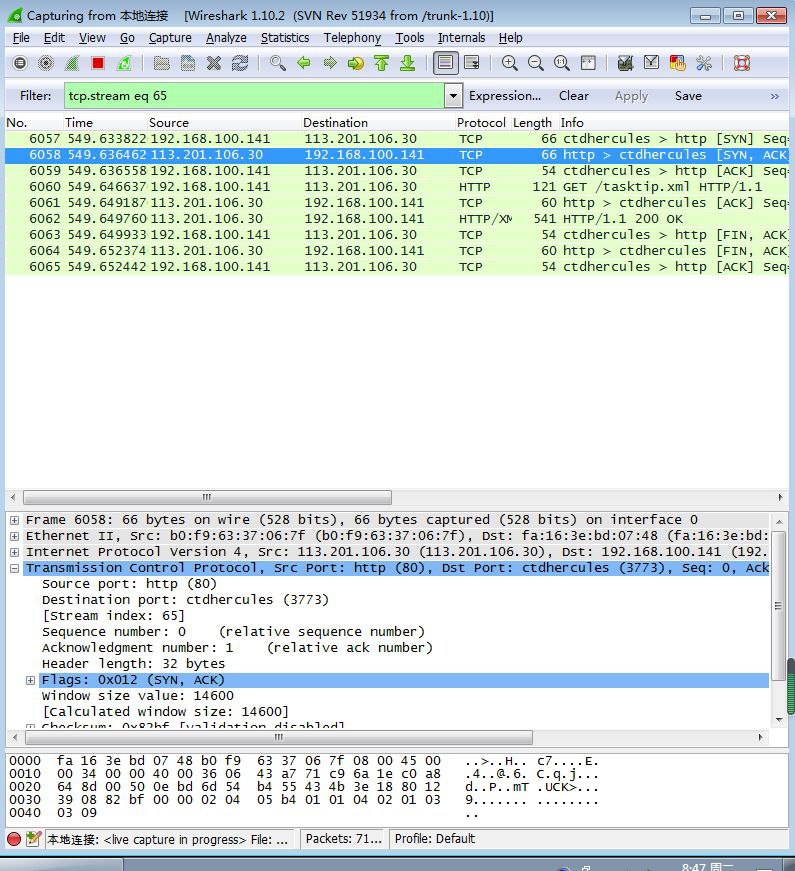 Capturing from 本地连接 [Wireshark 1.10.2 (SVN Rev 51934 from /trunk-1.10)]
File Edit View Go Capture Analyze Statistics Telephony Tools Internals Help
Filter: tcp.stream eq 65 Expression... Clear Apply Save »
No. Time Source Destination Protocol Length Info
6057 549.633822 192.168.100.141 113.201.106.30 TCP 66 ctdhercules > http [SYN] Seq=
6058 549.636462 113.201.106.30 192.168.100.141 TCP 66 http > ctdhercules [SYN, ACK
6059 549.636558 192.168.100.141 113.201.106.30 TCP 54 ctdhercules > http [ACK] Seq=
6060 549.646637 192.168.100.141 113.201.106.30 HTTP 121 GET /tasktip.xml HTTP/1.1
6061 549.649187 113.201.106.30 192.168.100.141 TCP 60 http > ctdhercules [ACK] Seq=
6062 549.649760 113.201.106.30 192.168.100.141 HTTP/XM 541 HTTP/1.1 200 OK
6063 549.649933 192.168.100.141 113.201.106.30 TCP 54 ctdhercules > http [FIN, ACK
6064 549.652374 113.201.106.30 192.168.100.141 TCP 60 http > ctdhercules [FIN, ACK
6065 549.652442 192.168.100.141 113.201.106.30 TCP 54 ctdhercules > http [ACK] Seq=
Frame 6058: 66 bytes on wire (528 bits), 66 bytes captured (528 bits) on interface 0
Ethernet II, Src: b0:f9:63:37:06:7f (b0:f9:63:37:06:7f), Dst: fa:16:3e:bd:07:48 (fa:16:3e:bd:
Internet Protocol Version 4, Src: 113.201.106.30 (113.201.106.30), Dst: 192.168.100.141 (192.
Transmission Control Protocol, Src Port: http (80), Dst Port: ctdhercules (3773), Seq: 0, Ack
Source port: http (80)
Destination port: ctdhercules (3773)
[Stream index: 65]
Sequence number: 0 (relative sequence number)
Acknowledgment number: 1 (relative ack number)
Header length: 32 bytes
Flags: 0x012 (SYN, ACK)
Window size value: 14600
[Calculated window size: 14600]
Checksum: 0x82bf [validation disabled]
0000 fa 16 3e bd 07 48 b0 f9 63 37 06 7f 08 00 45 00 ..>..H.. c7....E.
0010 00 34 00 00 40 00 36 06 43 a7 71 c9 6a 1e c0 a8 .4..@.6. C.q.j...
0020 64 8d 00 50 0e bd 6d 54 b4 55 43 4b 3e 18 80 12 d..P..mT .UCK>...
0030 39 08 82 bf 00 00 02 04 05 b4 01 01 04 02 01 03 9....... ........
0040 03 09 ..
本地连接: <live capture in progress> File: ... Packets: 71... Profile: Default
8:47 周二